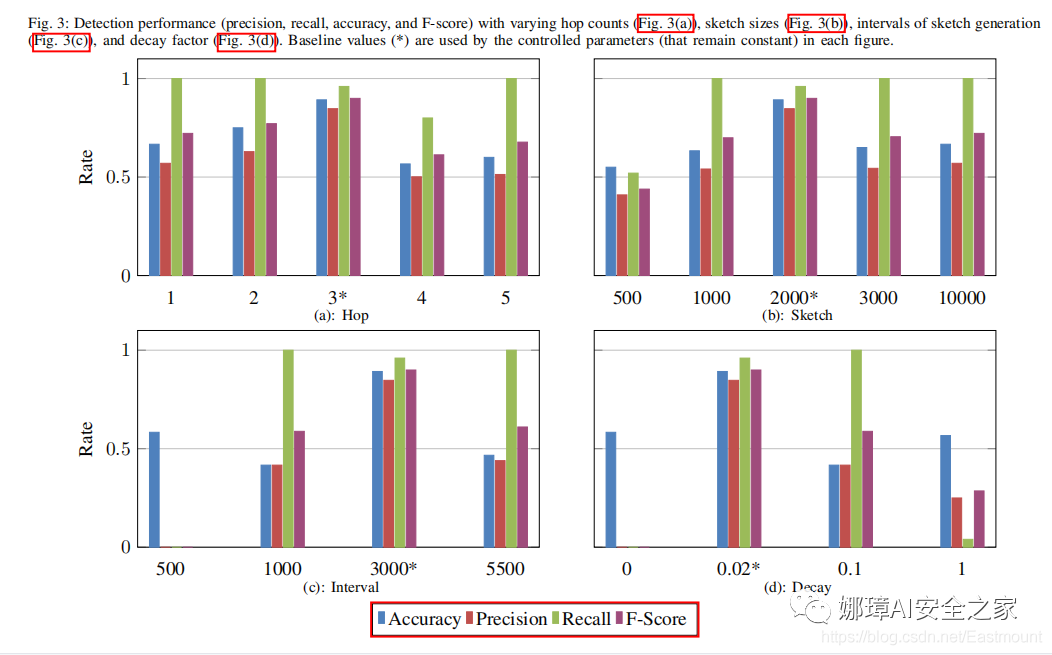 Fig. 3: Detection performance (precision, recall, accuracy, and F-score) with varying hop counts (Fig. 3(a)), sketch sizes (Fig. 3(b)), intervals of sketch generation
(Fig. 3(c)), and decay factor (Fig. 3(d)). Baseline values (*) are used by the controlled parameters (that remain constant) in each figure.
1
0.5
0
Rate
1 2 3* 4 5
(a): Hop
500 1000 2000* 3000 10000
(b): Sketch
1
0.5
0
Rate
500 1000 3000* 5500
(c): Interval
0 0.02* 0.1 1
(d): Decay
Accuracy Precision Recall F-Score
娜璋AI安全之家
https://blog.csdn.net/Eastmount